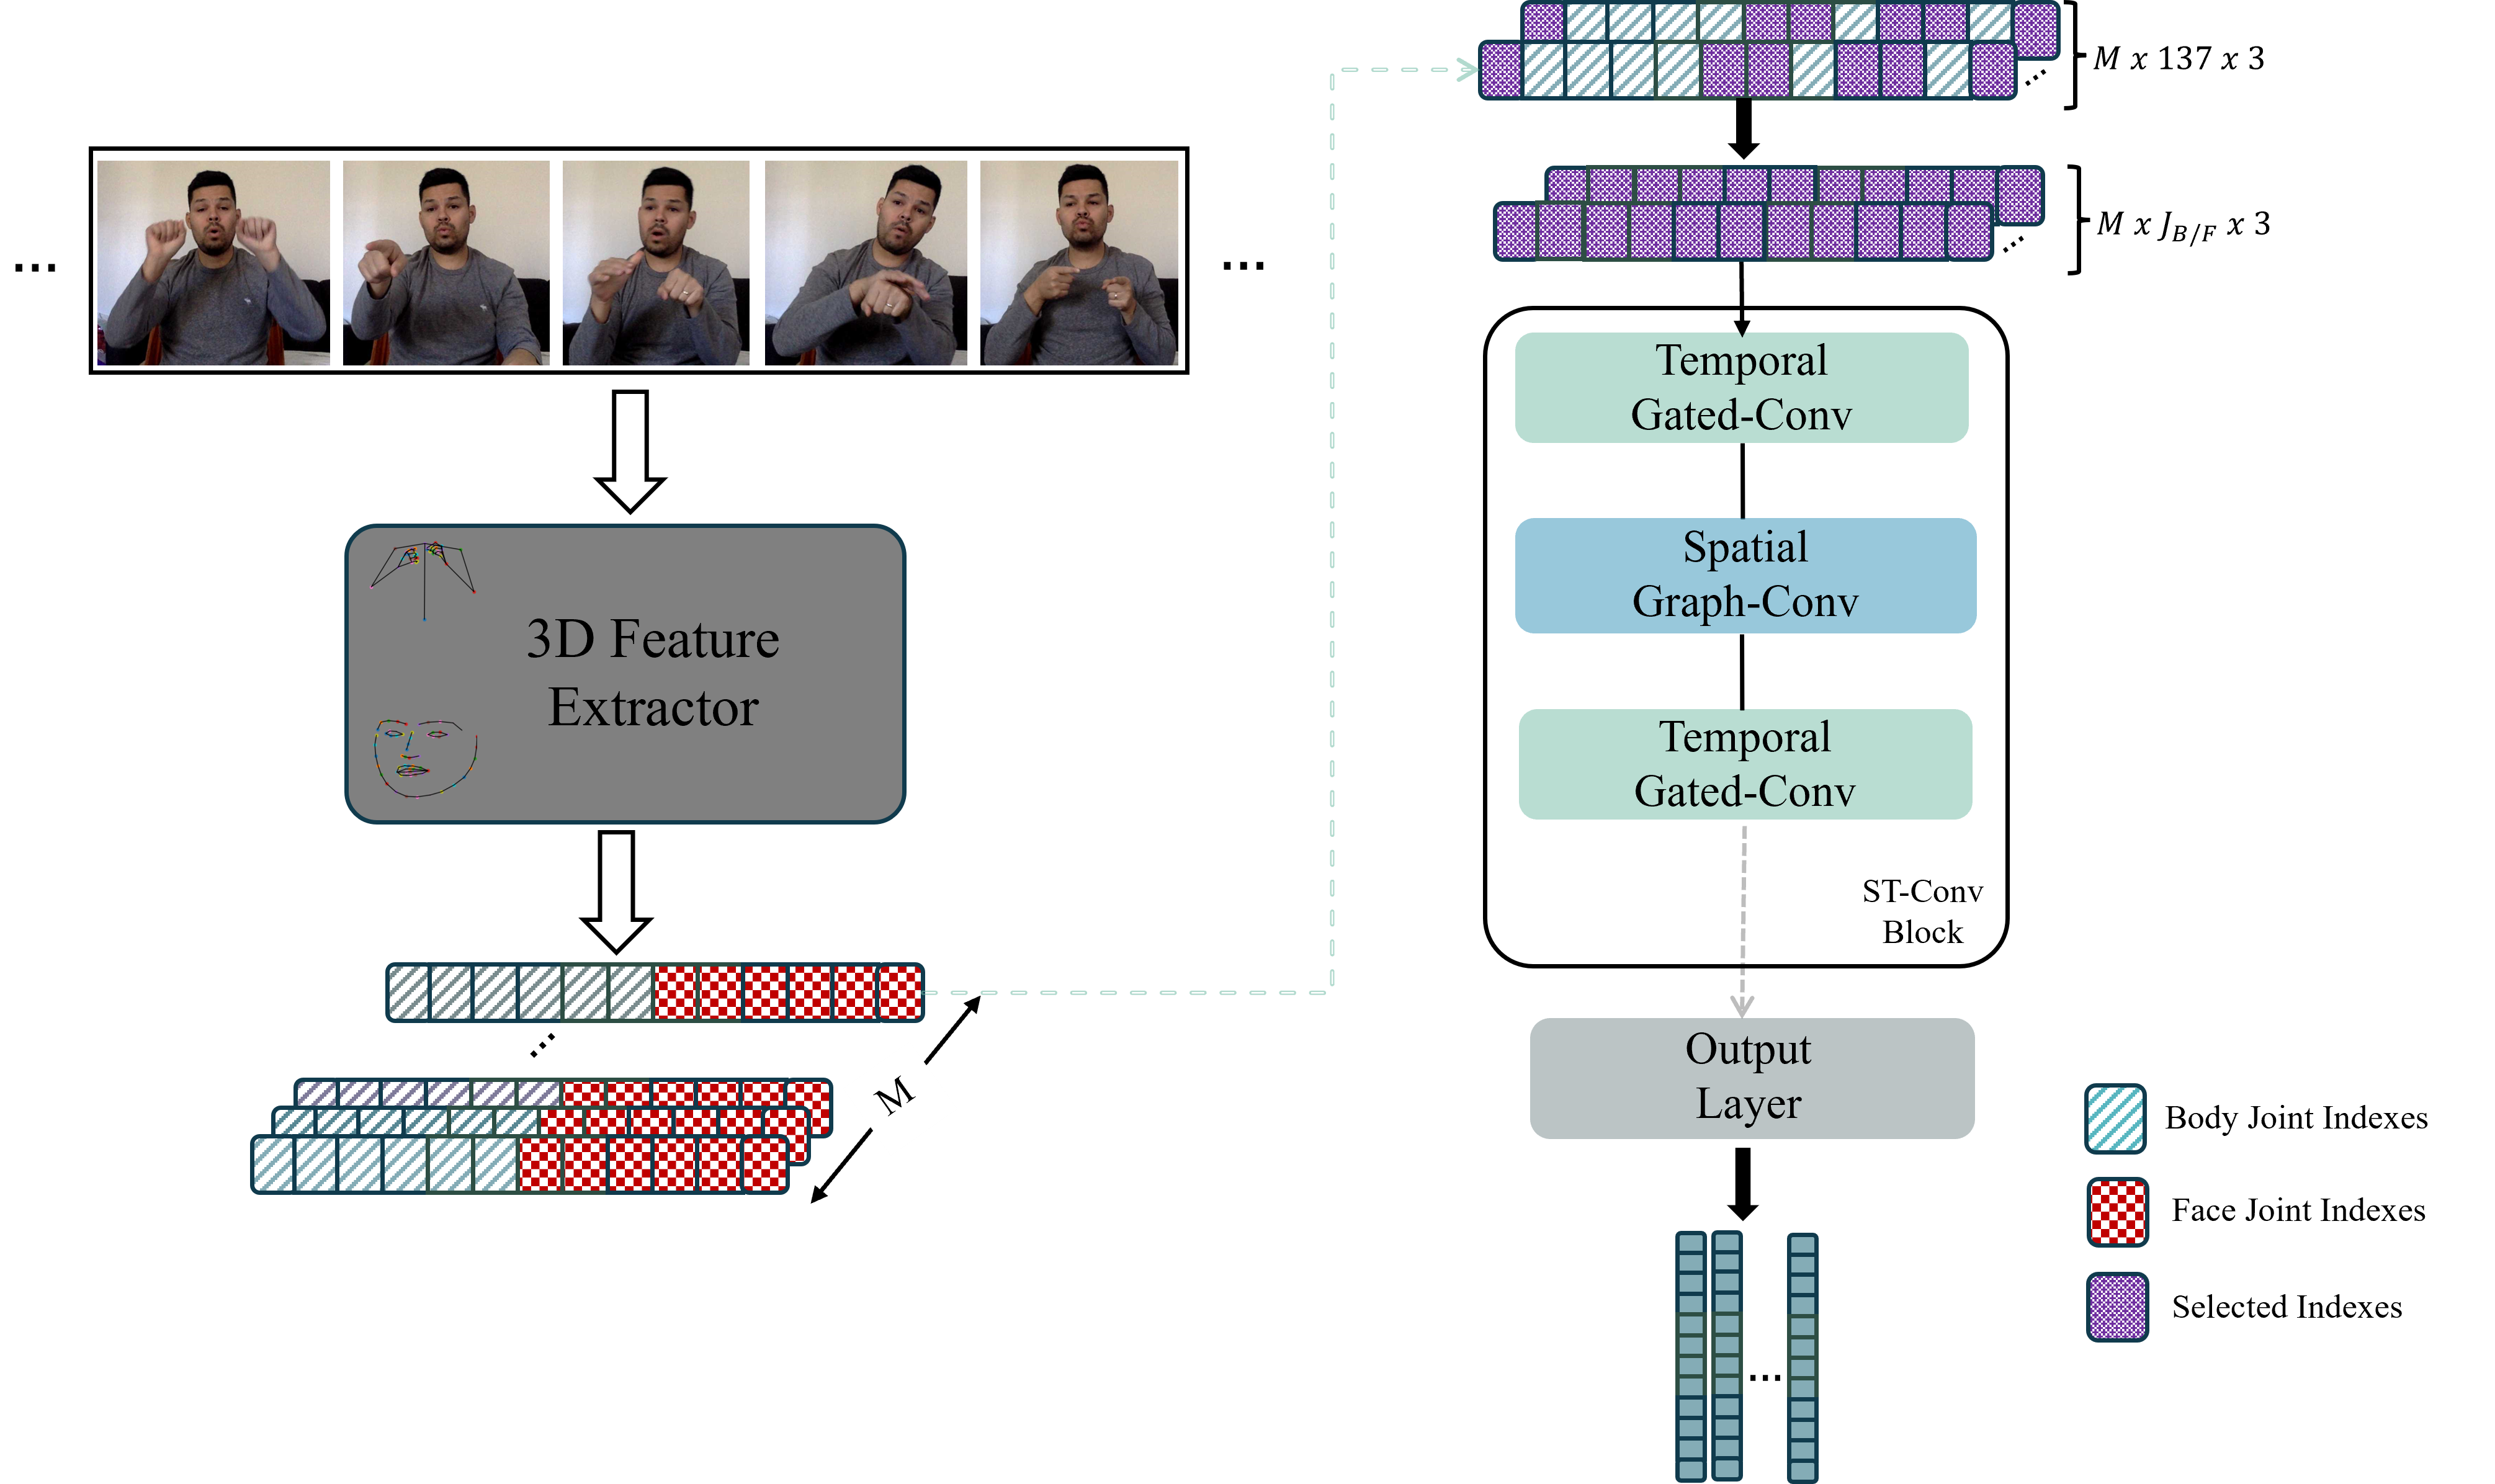 ...
...
3D Feature
Extractor
...
M
M x 137 x 3
...
M x J_{B/F} x 3
...
Temporal
Gated-Conv
Spatial
Graph-Conv
Temporal
Gated-Conv
ST-Conv
Block
Output
Layer
...
Body Joint Indexes
Face Joint Indexes
Selected Indexes